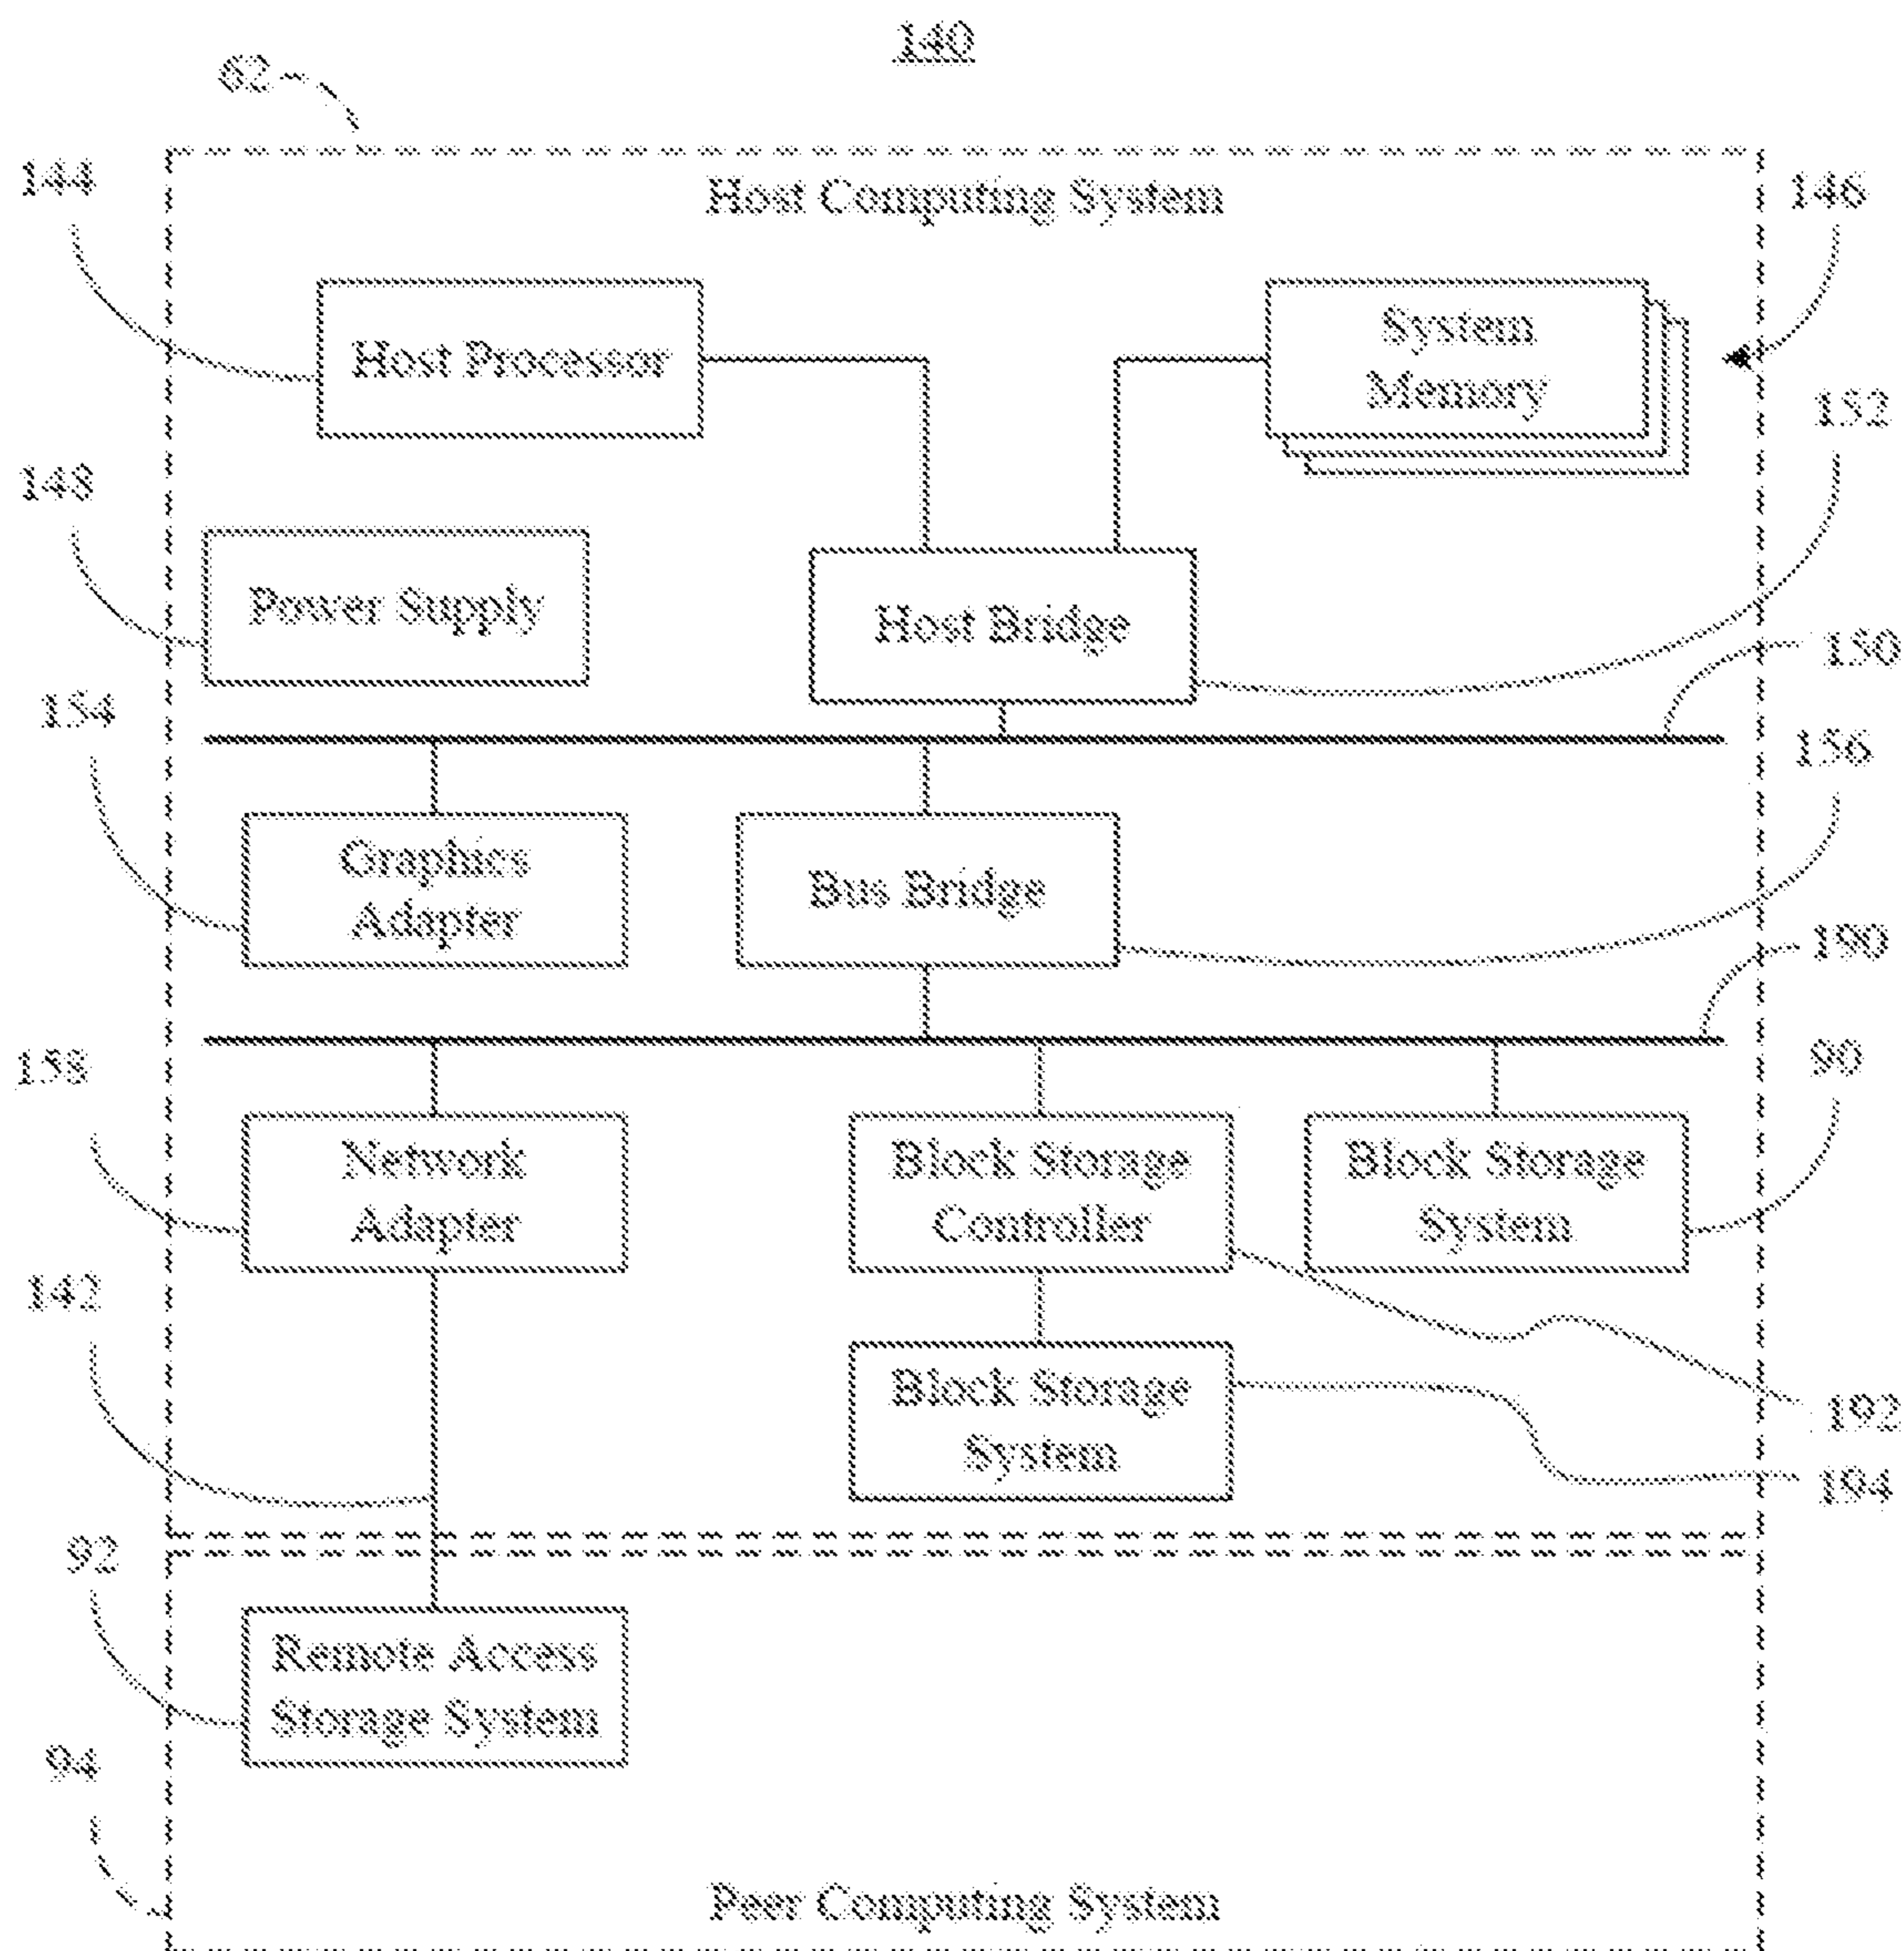 140
62
144
Host Computing System
146
Host Processor
System
Memory
152
148
Power Supply
Host Bridge
150
154
156
Graphics
Adapter
Bus Bridge
190
158
90
Network
Adapter
Block Storage
Controller
Block Storage
System
142
Block Storage
System
192
194
92
Remote Access
Storage System
94
Peer Computing System